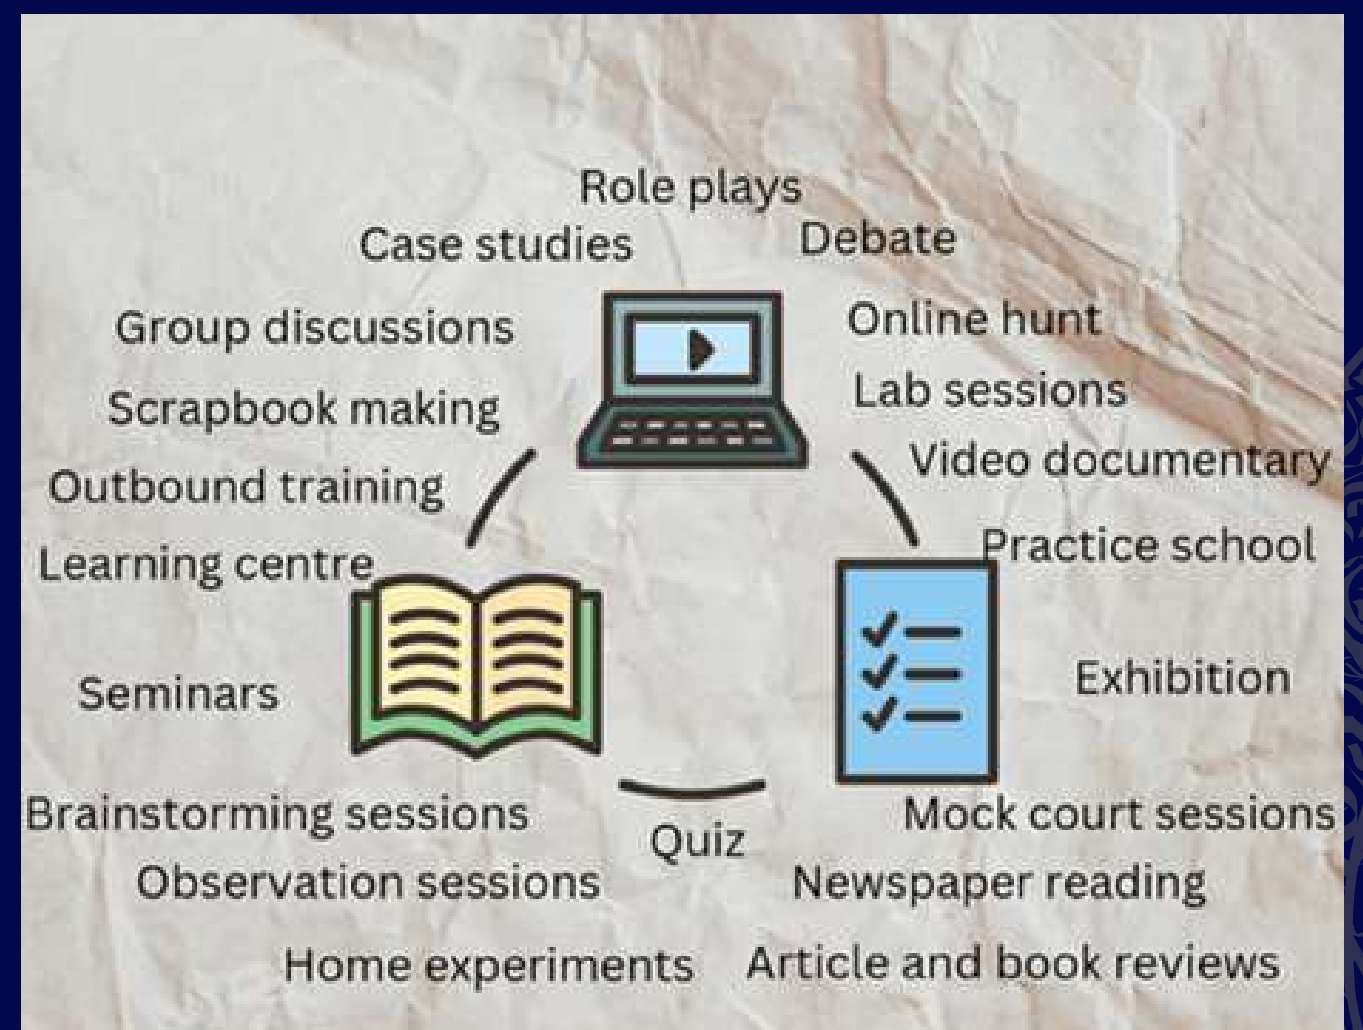 Role plays
Case studies
Debate
Group discussions
Online hunt
Scrapbook making
Lab sessions
Outbound training
Video documentary
Learning centre
Practice school
Seminars
Exhibition
Brainstorming sessions
Quiz
Mock court sessions
Observation sessions
Newspaper reading
Home experiments
Article and book reviews